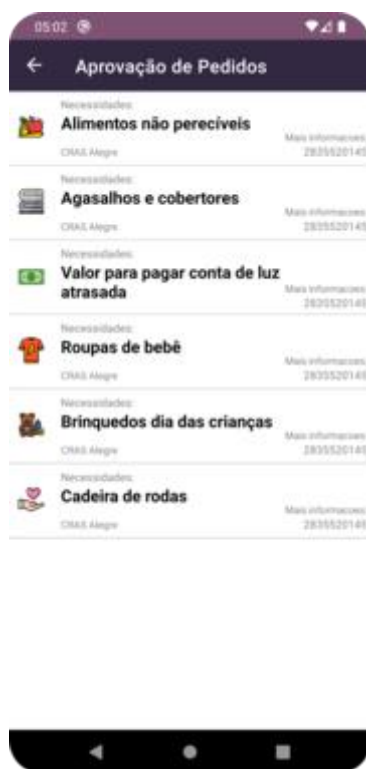 05:02
Aprovação de Pedidos
Necessidades:
Alimentos não perecíveis
CRAS Alegre
Mais informacoes:
2835520145
Necessidades:
Agasalhos e cobertores
CRAS Alegre
Mais informacoes:
2835520145
Necessidades:
Valor para pagar conta de luz
atrasada
Mais informacoes:
2835520145
Necessidades:
Roupas de bebê
CRAS Alegre
Mais informacoes:
2835520145
Necessidades:
Brinquedos dia das crianças
CRAS Alegre
Mais informacoes:
2835520145
Necessidades:
Cadeira de rodas
CRAS Alegre
Mais informacoes:
2835520145